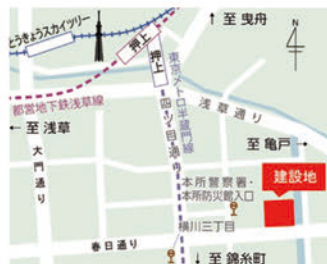 とうきょうスカイツリー
押上
↑至 曳舟
押上
都営地下鉄浅草線
東京メトロ半蔵門線
四ツ目通り
浅草通り
←至 浅草
至 亀戸→
大門通り
建設地
本所警察署・
本所防災館入口
横川三丁目
春日通り
↓至 錦糸町